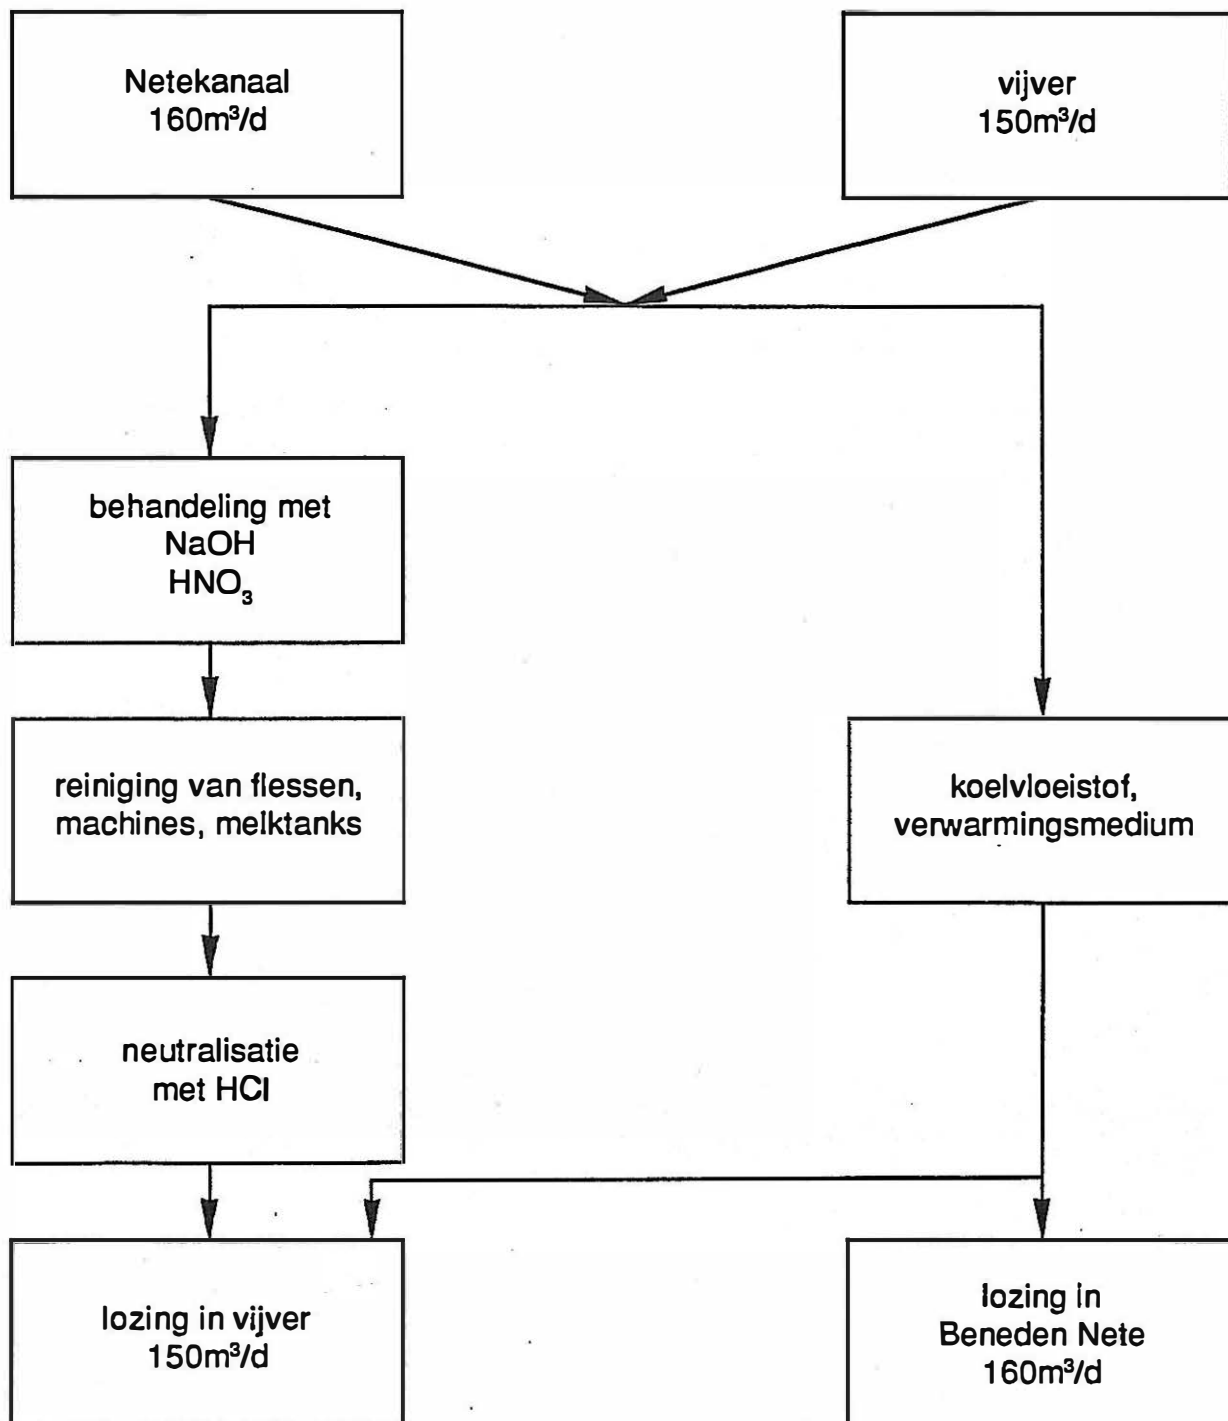 Netekanaal
160m³/d
vijver
150m³/d
behandeling met
NaOH
HNO₃
reiniging van flessen,
machines, melktanks
koelvloeistof,
verwarmingsmedium
neutralisatie
met HCl
lozing in vijver
150m³/d
lozing in
Beneden Nete
160m³/d